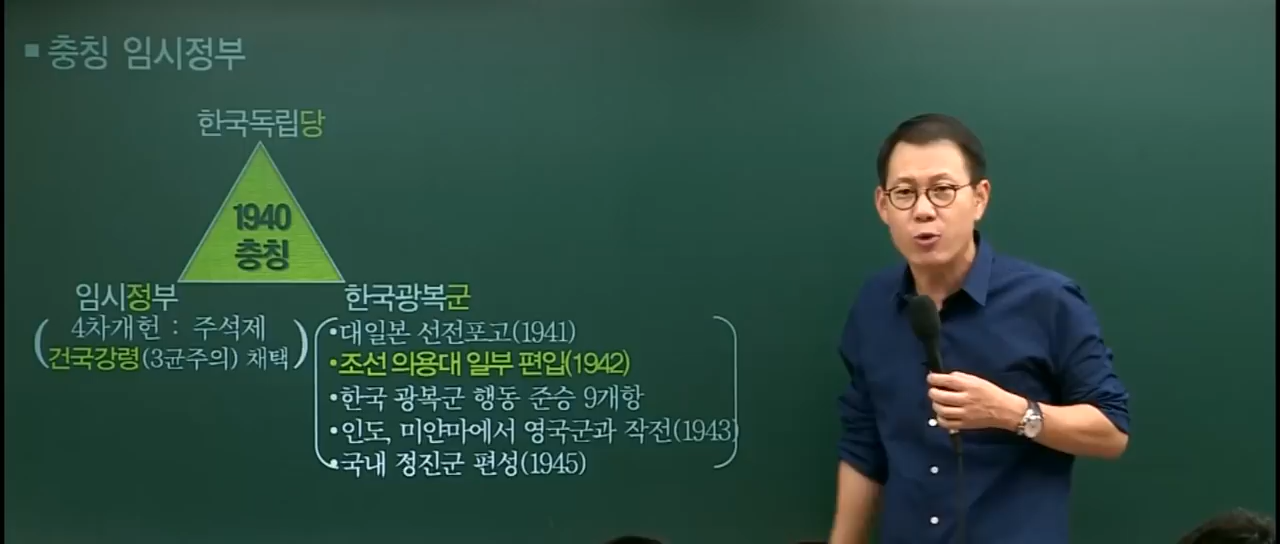 ▪ 충칭 임시정부
한국독립당
1940
충칭
임시정부
(4차개헌 : 주석제
건국강령(3균주의) 채택)
한국광복군
•대일본 선전포고(1941)
•조선 의용대 일부 편입(1942)
•한국 광복군 행동 준승 9개항
•인도, 미얀마에서 영국군과 작전(1943)
•국내 정진군 편성(1945)